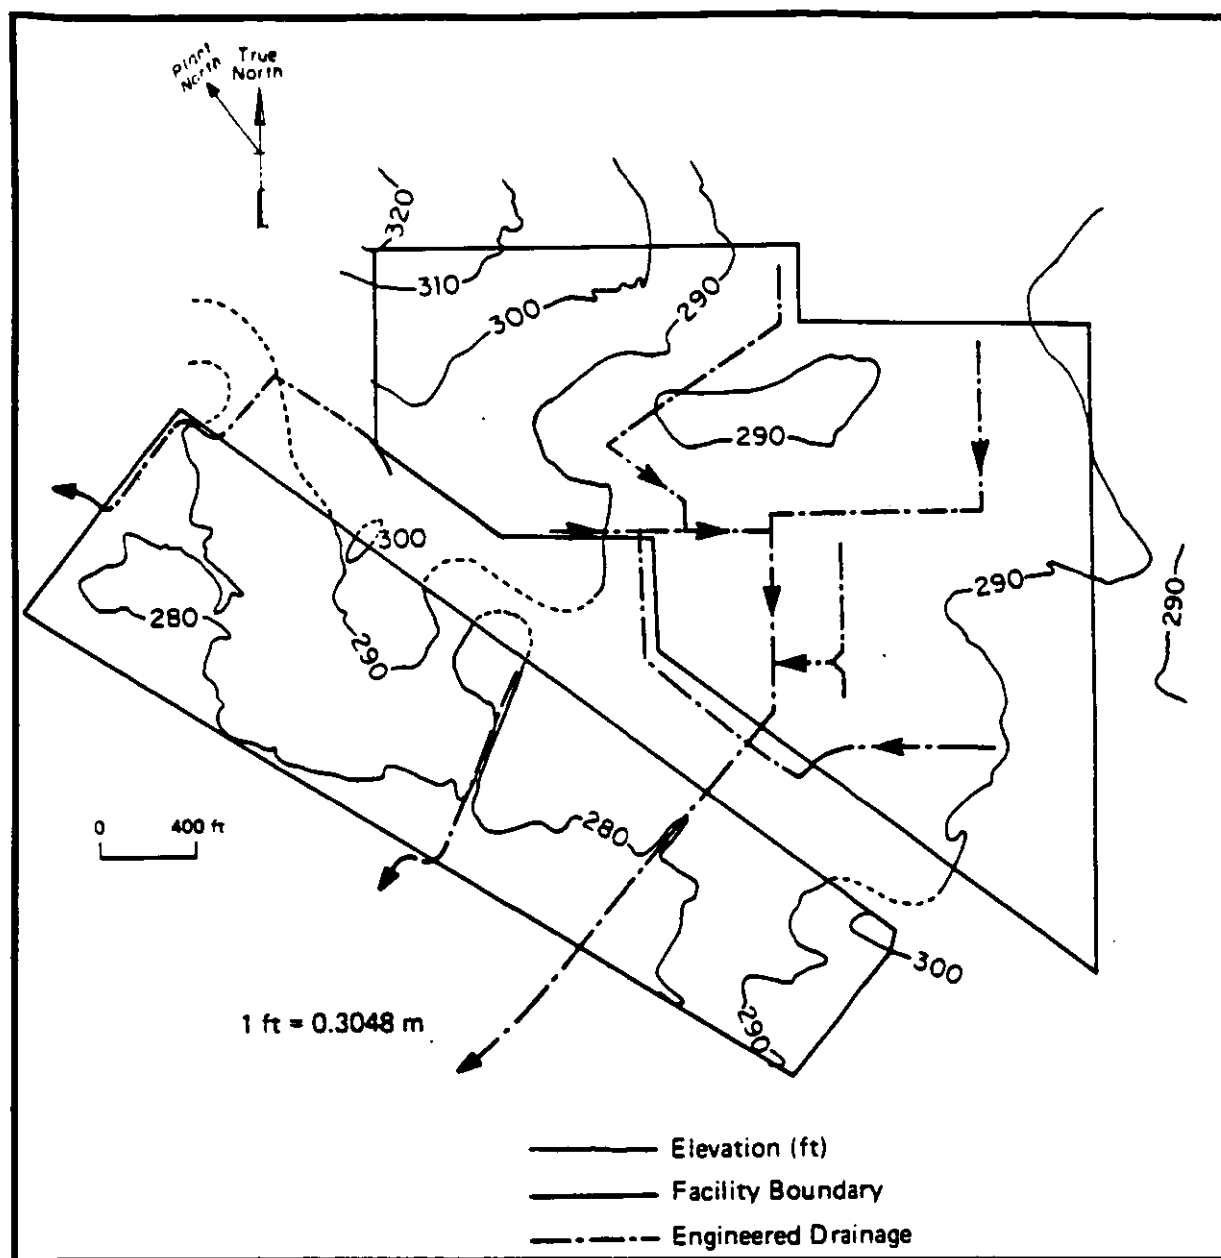 Plant
North
True
North
320
310
300
290
290
300
290
290
280
290
280
300
290
0 400 ft
1 ft = 0.3048 m
Elevation (ft)
Facility Boundary
Engineered Drainage